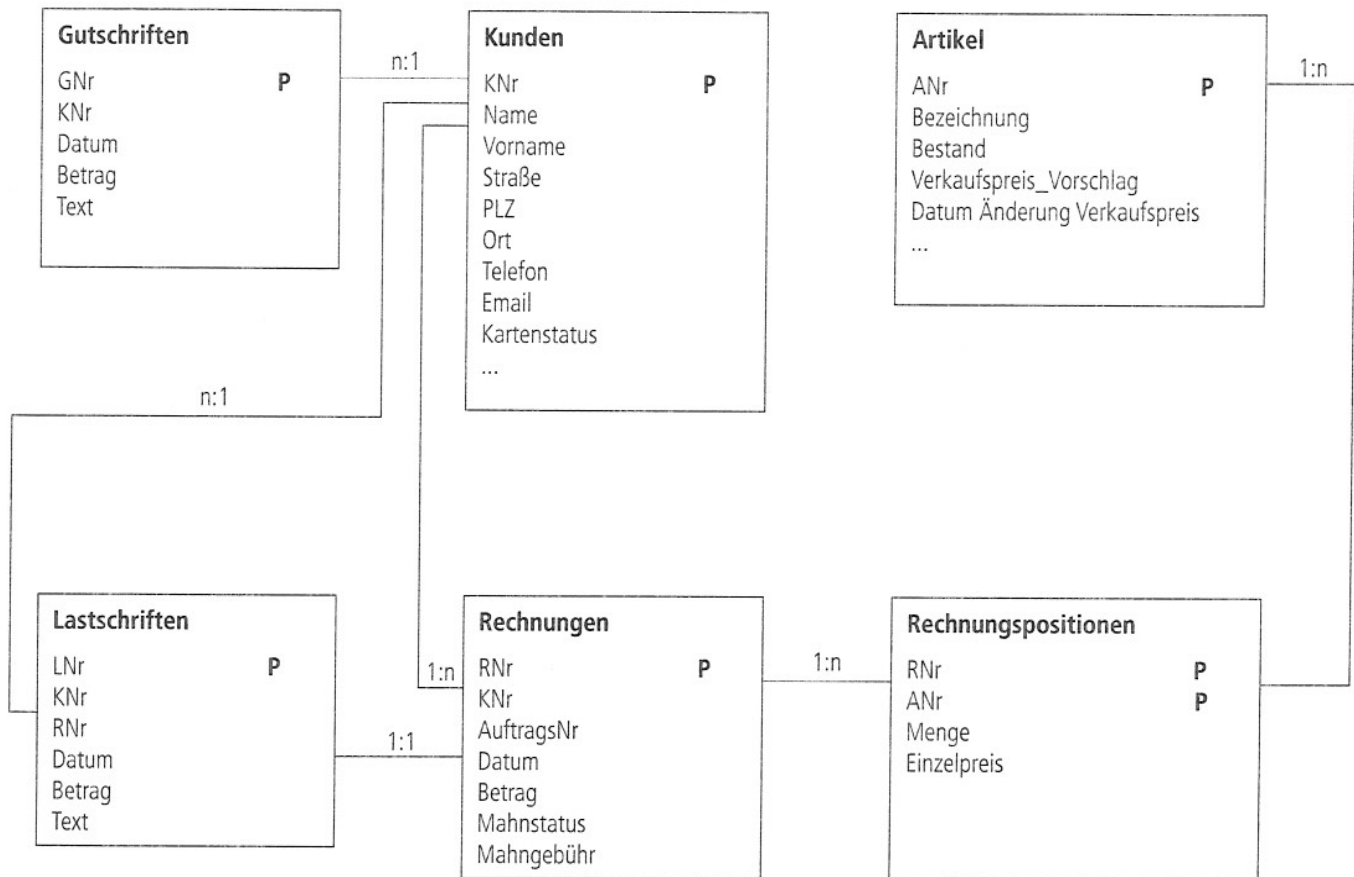 Gutschriften
GNr P
KNr
Datum
Betrag
Text
n:1
Kunden
KNr P
Name
Vorname
Straße
PLZ
Ort
Telefon
Email
Kartenstatus
...
Artikel
ANr P
Bezeichnung
Bestand
Verkaufspreis_Vorschlag
Datum Änderung Verkaufspreis
...
1:n
n:1
Lastschriften
LNr P
KNr
RNr
Datum
Betrag
Text
1:n
1:1
Rechnungen
RNr P
KNr
AuftragsNr
Datum
Betrag
Mahnstatus
Mahngebühr
1:n
Rechnungspositionen
RNr P
ANr P
Menge
Einzelpreis